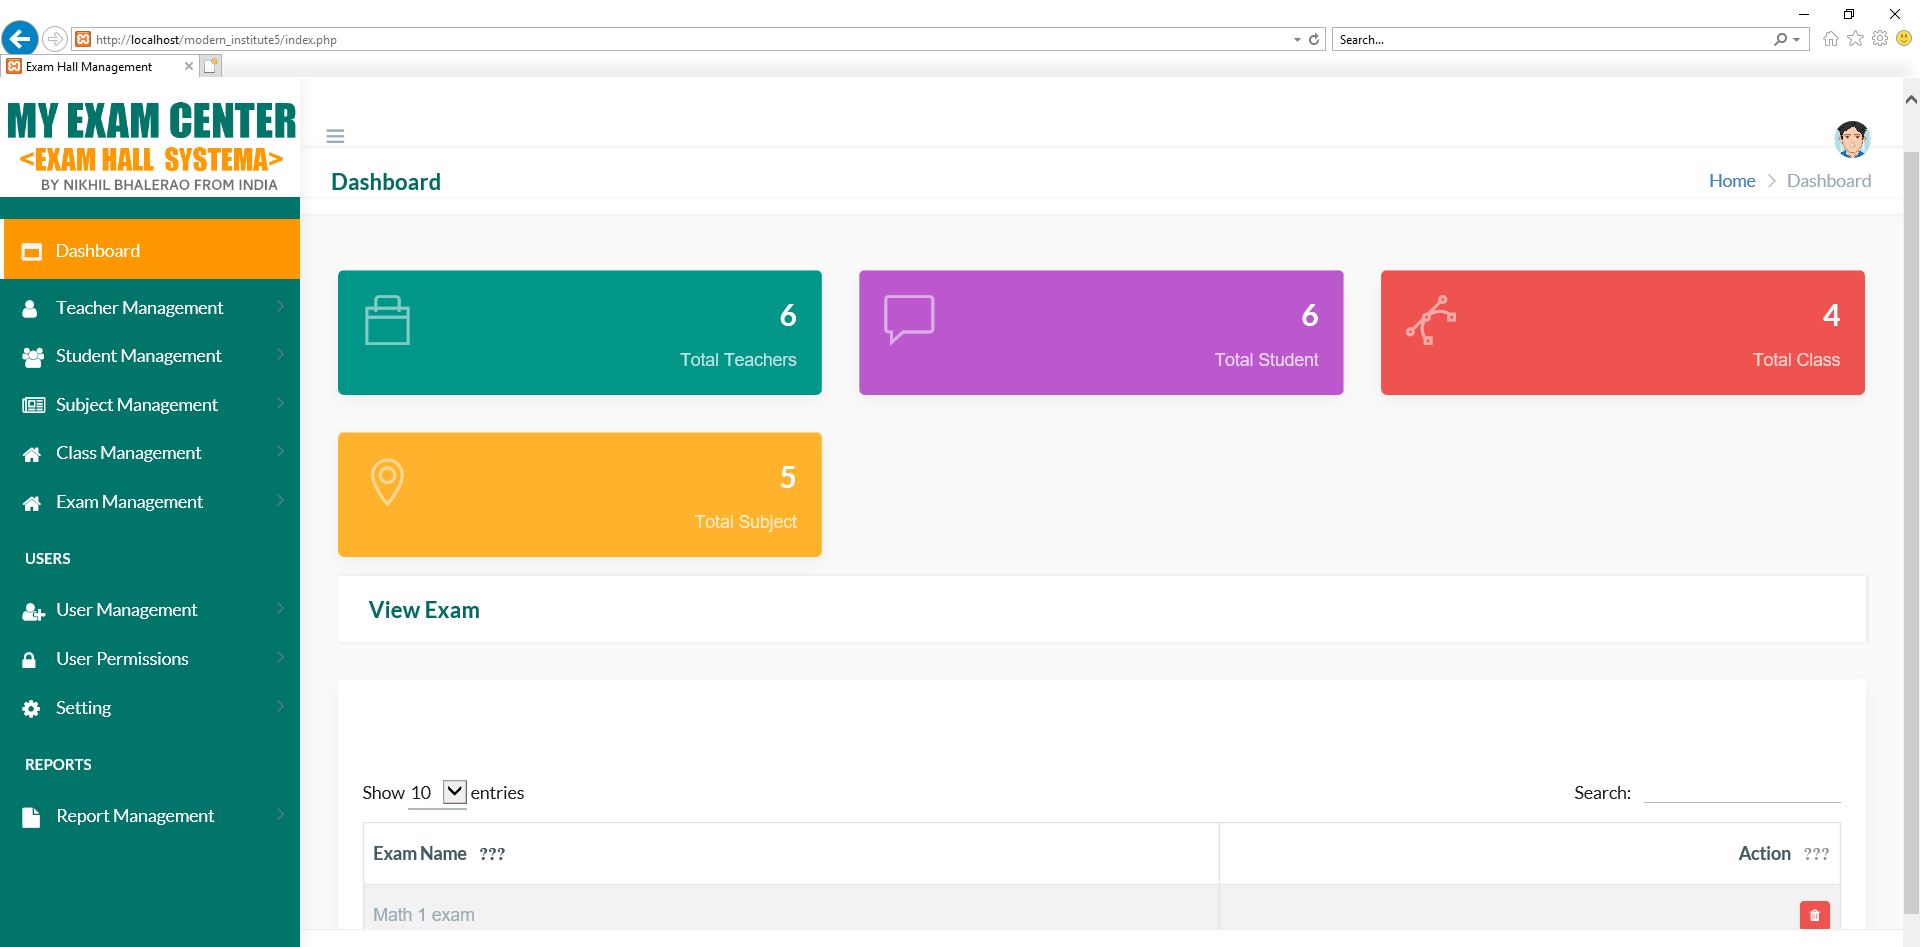 http://localhost/modern_institute5/index.php
Search...
Exam Hall Management
MY EXAM CENTER
<EXAM HALL SYSTEMA>
BY NIKHIL BHALERAO FROM INDIA
Dashboard
Home > Dashboard
Dashboard
Teacher Management
Student Management
Subject Management
Class Management
Exam Management
USERS
User Management
User Permissions
Setting
REPORTS
Report Management
6
Total Teachers
6
Total Student
4
Total Class
5
Total Subject
View Exam
Show 10 entries
Search:
Exam Name ???
Action ???
Math 1 exam